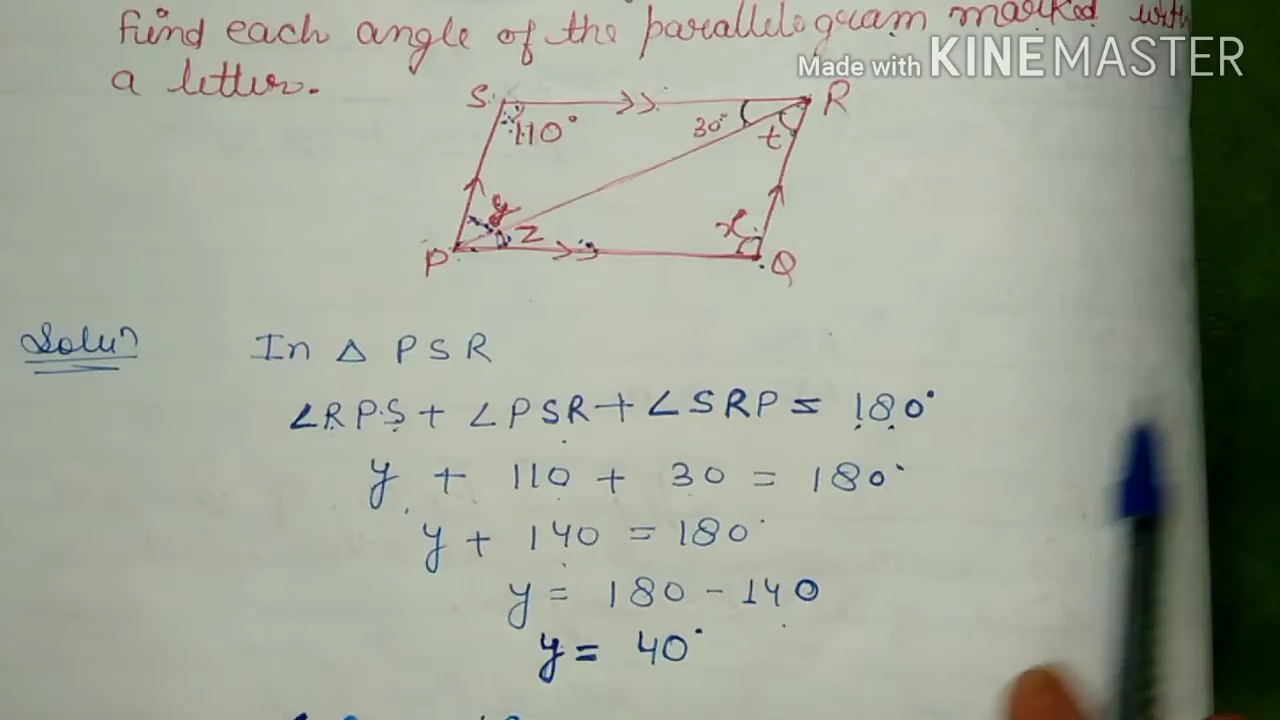 find each angle of the parallelogram marked with
Made with KINEMASTER
a letter.
S R
110° 30° t
y
z x
P Q
Solun In △ PSR
∠RPS + ∠PSR + ∠SRP = 180°
y + 110 + 30 = 180°
y + 140 = 180°
y = 180 - 140
y = 40°